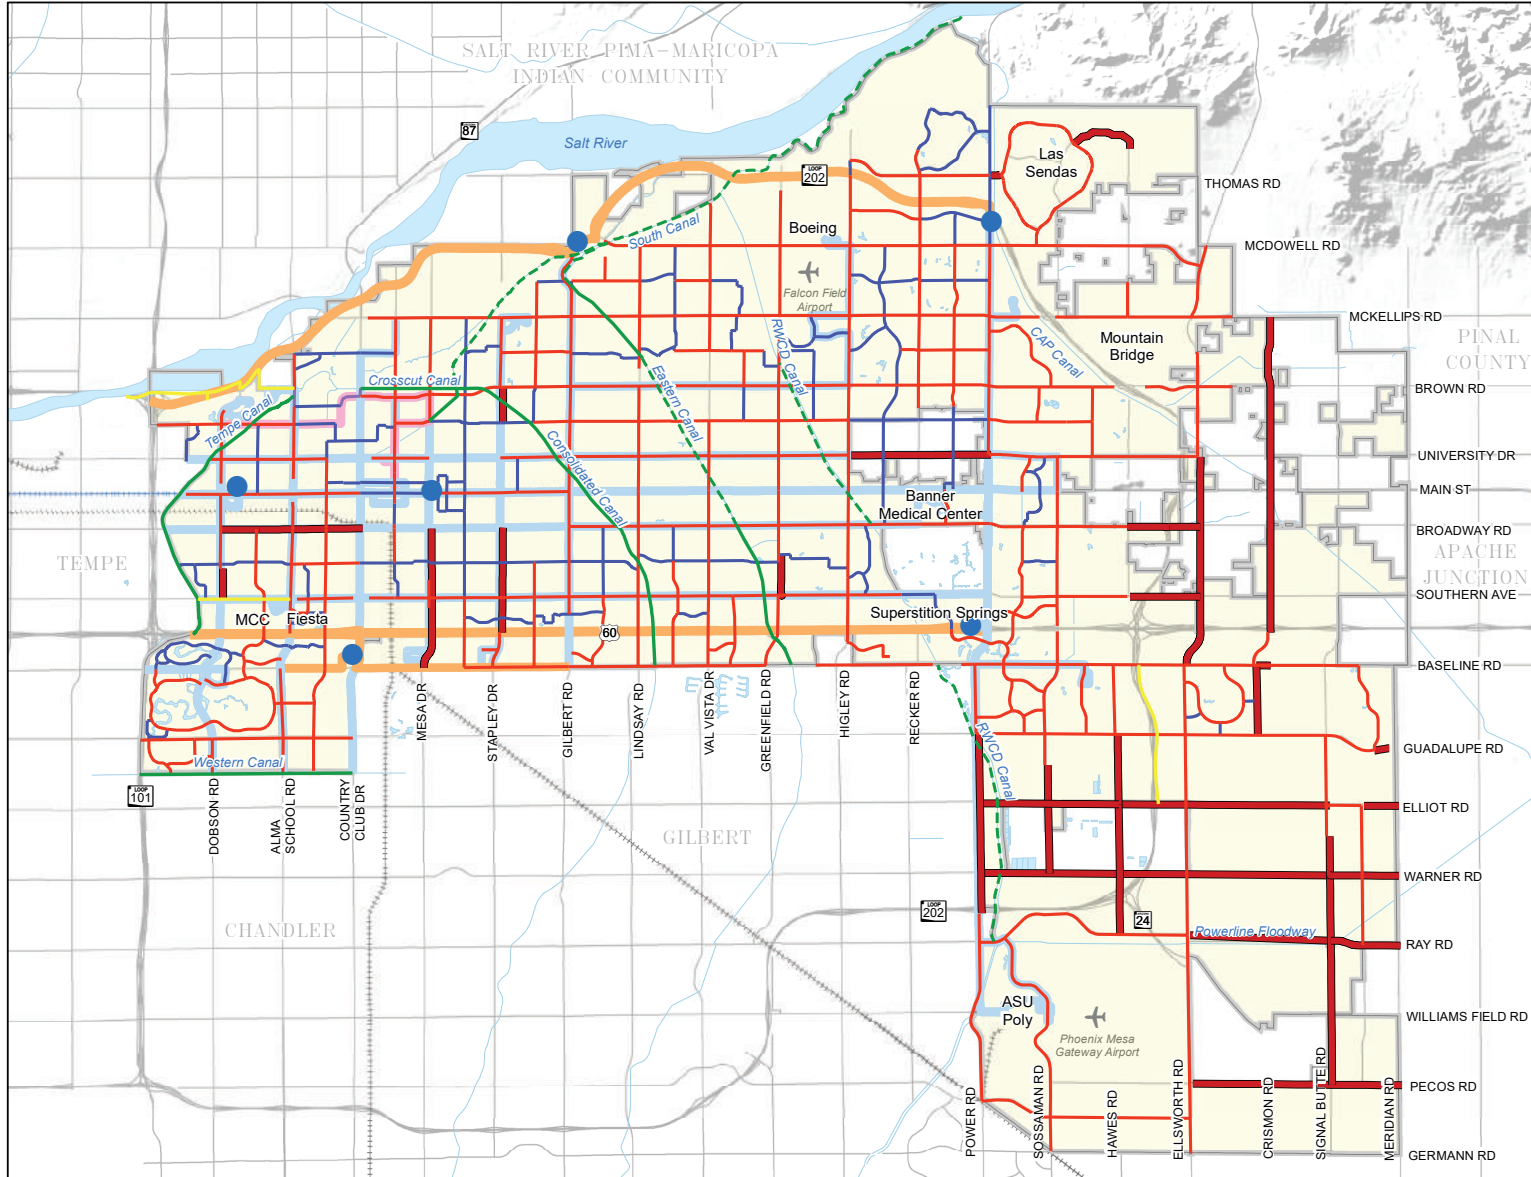 SALT RIVER PIMA-MARICOPA
INDIAN COMMUNITY
87
Salt River
Las
Sendas
LOOP
202
THOMAS RD
Boeing
South Canal
MCDOWELL RD
Falcon Field
Airport
MCKELLIPS RD
RWCD Canal
CAP Canal
Mountain
Bridge
PINAL
COUNTY
Crosscut Canal
Eastern Canal
BROWN RD
Tempe Canal
Consolidated Canal
UNIVERSITY DR
MAIN ST
Banner
Medical Center
BROADWAY RD
TEMPE
APACHE
JUNCTION
SOUTHERN AVE
MCC
Fiesta
Superstition Springs
60
BASELINE RD
MESA DR
STAPLEY DR
GILBERT RD
LINDSAY RD
VAL VISTA DR
GREENFIELD RD
HIGLEY RD
RECKER RD
RWCD Canal
GUADALUPE RD
Western Canal
LOOP
101
DOBSON RD
ALMA
SCHOOL RD
COUNTRY
CLUB DR
ELLIOT RD
GILBERT
WARNER RD
LOOP
202
24
CHANDLER
Powerline Floodway
RAY RD
ASU
Poly
WILLIAMS FIELD RD
Phoenix Mesa
Gateway Airport
PECOS RD
POWER RD
SOSSAMAN RD
HAWES RD
ELLSWORTH RD
CRISMON RD
SIGNAL BUTTE RD
MERIDIAN RD
GERMANN RD